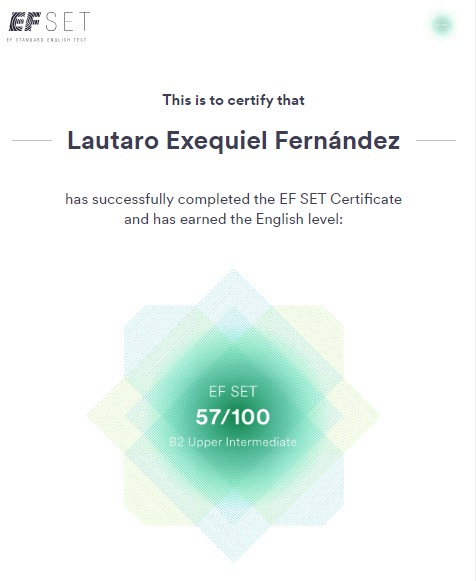 EF SET
EF STANDARD ENGLISH TEST
This is to certify that
Lautaro Exequiel Fernández
has successfully completed the EF SET Certificate
and has earned the English level:
EF SET
57/100
B2 Upper Intermediate